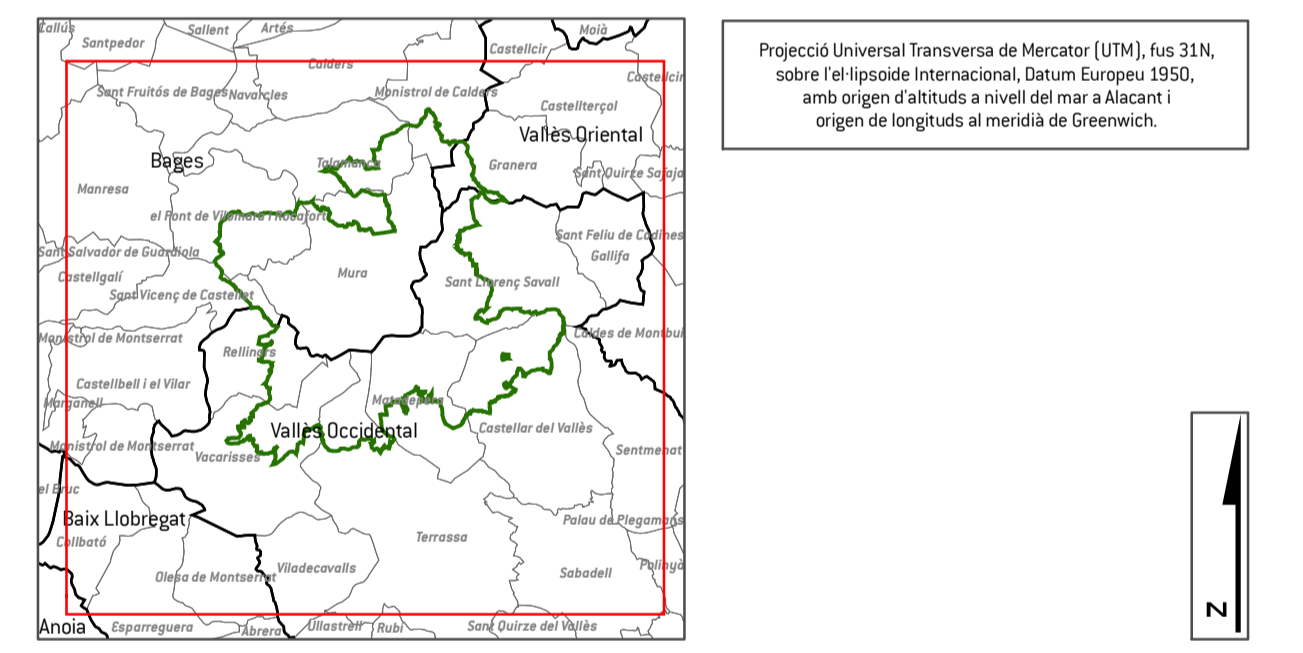 Callús
Sallent
Artés
Moià
Santpedor
Castellcir
Calders
Castellcir
Sant Fruitós de Bages
Navarcles
Monistrol de Calders
Castellterçol
Vallès Oriental
Bages
Talamanca
Granera
Sant Quirze Safaja
Manresa
el Pont de Vilomara i Rocafort
Sant Feliu de Codines
Sant Salvador de Guardiola
Gallifa
Castellgalí
Mura
Sant Llorenç Savall
Sant Vicenç de Castellet
Monistrol de Montserrat
Caldes de Montbui
Rellinars
Castellbell i el Vilar
Marganell
Matadepera
Vallès Occidental
Castellar del Vallès
Monistrol de Montserrat
Vacarisses
Sentmenat
el Bruc
Baix Llobregat
Palau de Plegamans
Collbató
Terrassa
Polinyà
Viladecavalls
Olesa de Montserrat
Sabadell
Anoia
Esparreguera
Abrera
Ullastrell
Rubí
Sant Quirze del Vallès
Projecció Universal Transversa de Mercator (UTM), fus 31N,
sobre l'el·lipsoide Internacional, Datum Europeu 1950,
amb origen d'altituds a nivell del mar a Alacant i
origen de longituds al meridià de Greenwich.
N